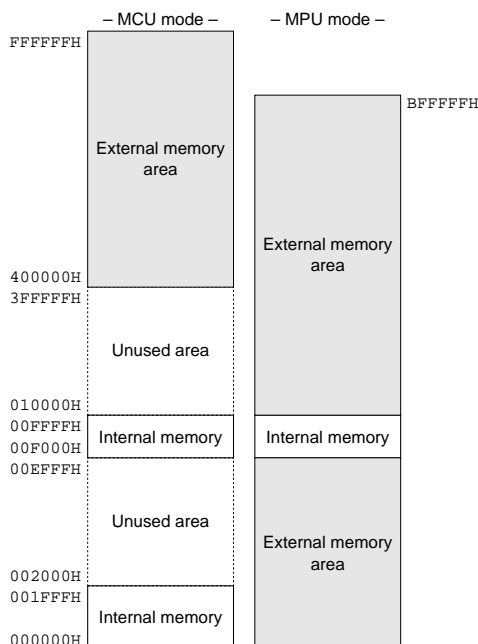 – MCU mode –
– MPU mode –
FFFFFFH
BFFFFFH
External memory
area
External memory
area
400000H
3FFFFFH
Unused area
010000H
00FFFFH
Internal memory
Internal memory
00F000H
00EFFFH
Unused area
External memory
area
002000H
001FFFH
Internal memory
000000H